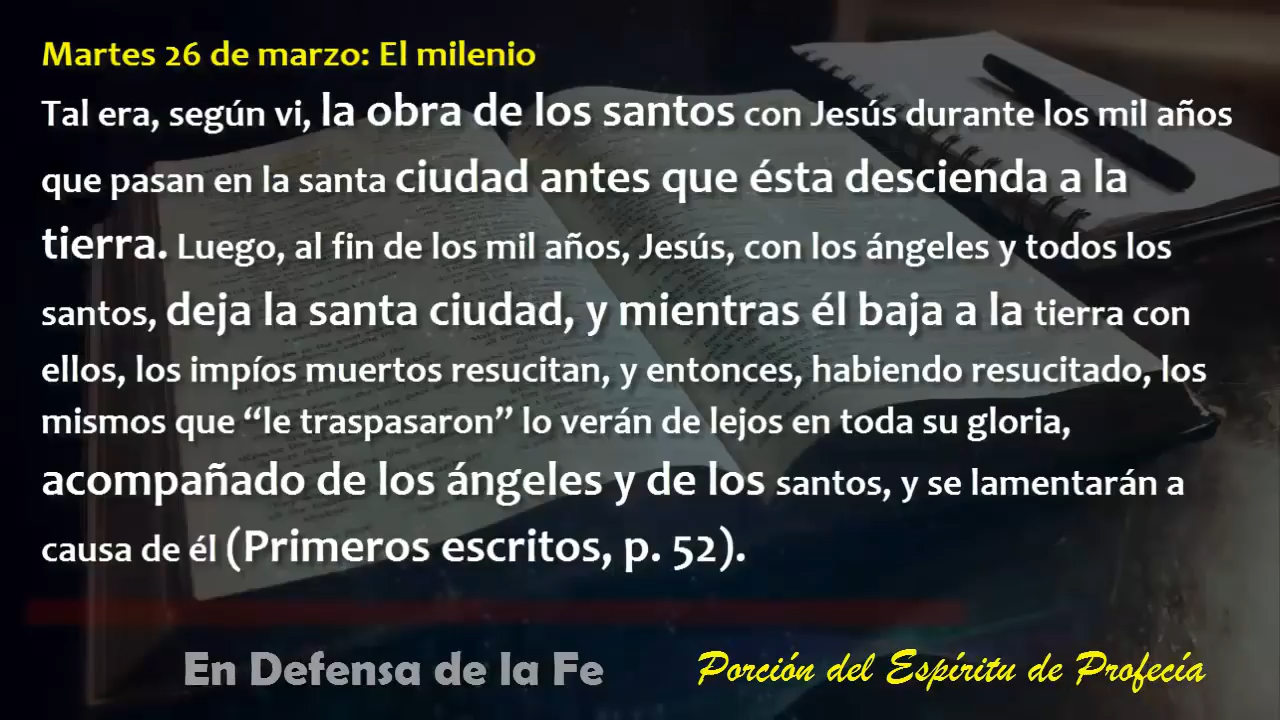 Martes 26 de marzo: El milenio
Tal era, según vi, la obra de los santos con Jesús durante los mil años
que pasan en la santa ciudad antes que ésta descienda a la
tierra. Luego, al fin de los mil años, Jesús, con los ángeles y todos los
santos, deja la santa ciudad, y mientras él baja a la tierra con
ellos, los impíos muertos resucitan, y entonces, habiendo resucitado, los
mismos que “le traspasaron” lo verán de lejos en toda su gloria,
acompañado de los ángeles y de los santos, y se lamentarán a
causa de él (Primeros escritos, p. 52).
En Defensa de la Fe
Porción del Espíritu de Profecía